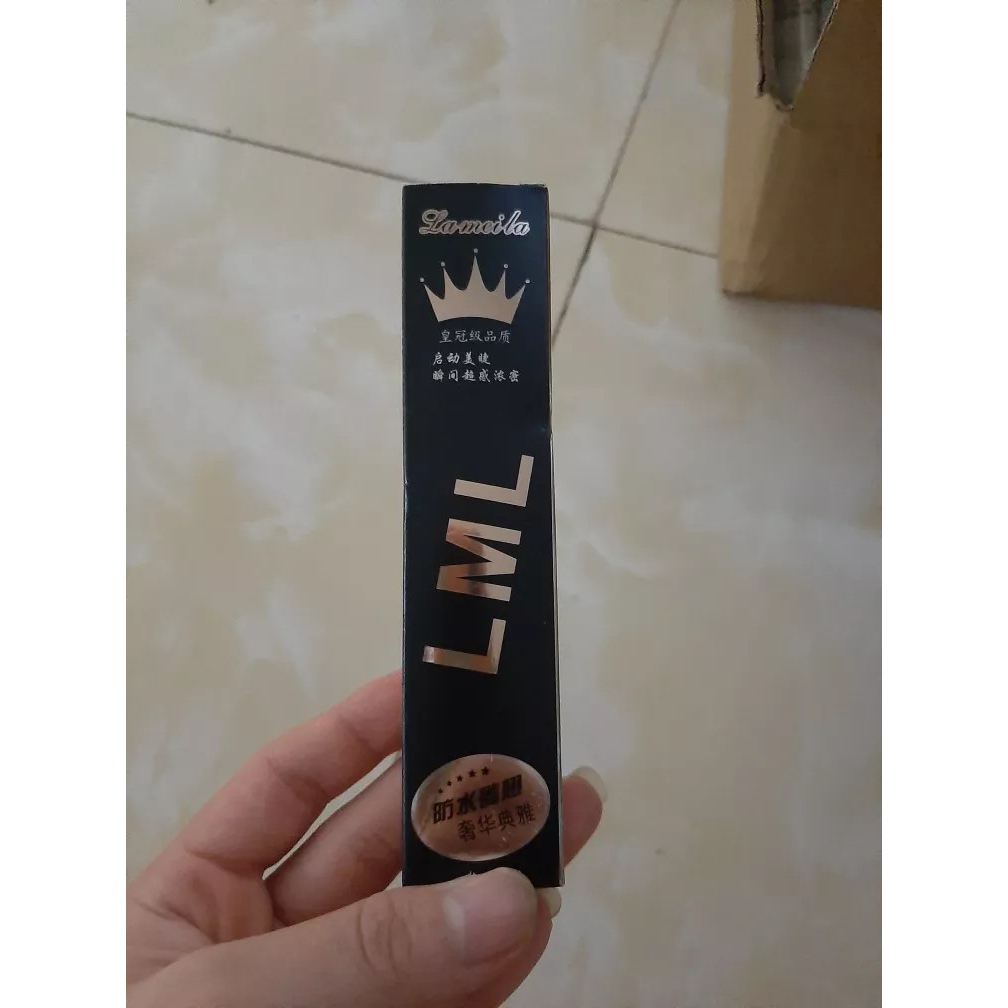 Lameila
皇冠级品质
启动美睫
瞬间超感浓密
LML
防水卷翘
奢华典雅